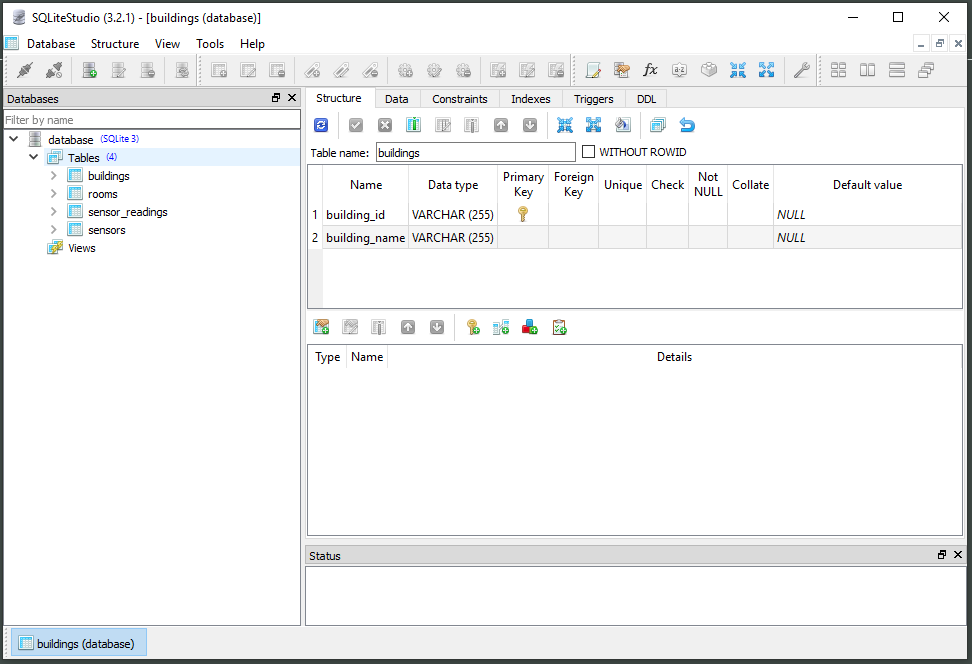 SQLiteStudio (3.2.1) - [buildings (database)]
Database Structure View Tools Help
Databases
Filter by name
database (SQLite 3)
Tables (4)
buildings
rooms
sensor_readings
sensors
Views
Structure Data Constraints Indexes Triggers DDL
Table name: buildings WITHOUT ROWID
Name Data type Primary Key Foreign Key Unique Check Not NULL Collate Default value
1 building_id VARCHAR (255) NULL
2 building_name VARCHAR (255) NULL
Type Name Details
Status
buildings (database)